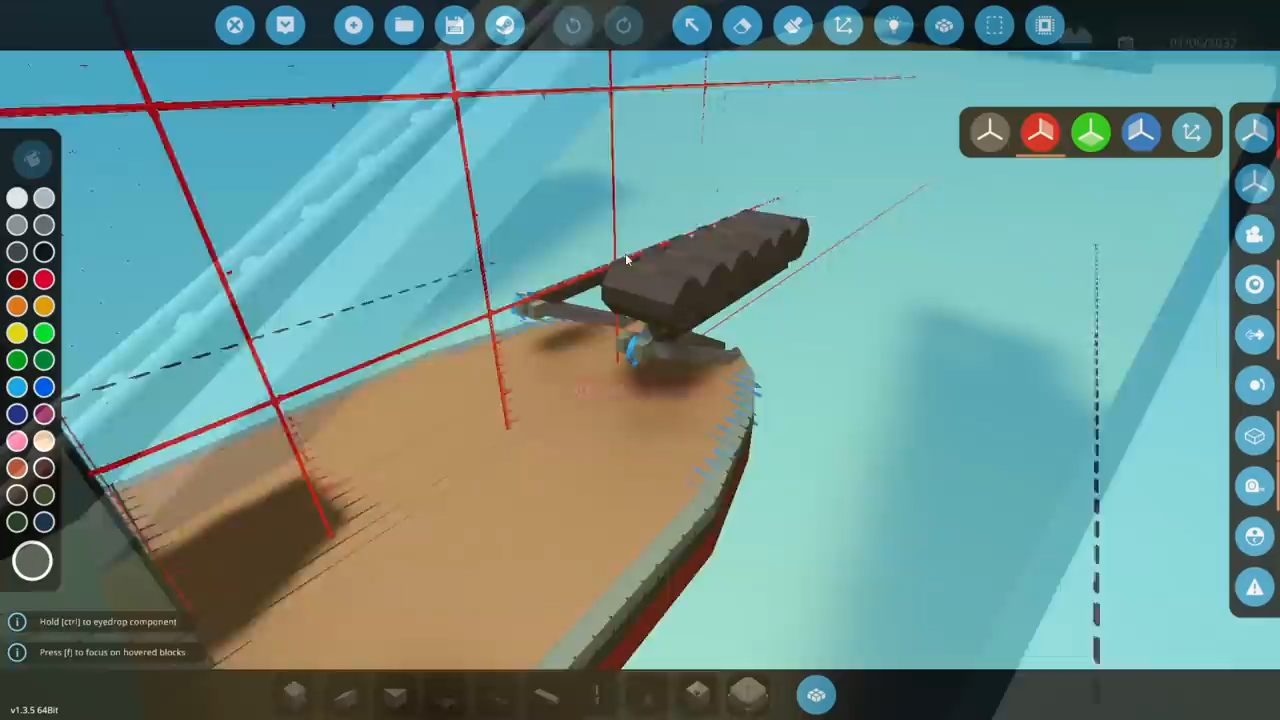 Hold [ctrl] to eyedrop component
Press [f] to focus on hovered blocks
v1.3.5 64Bit